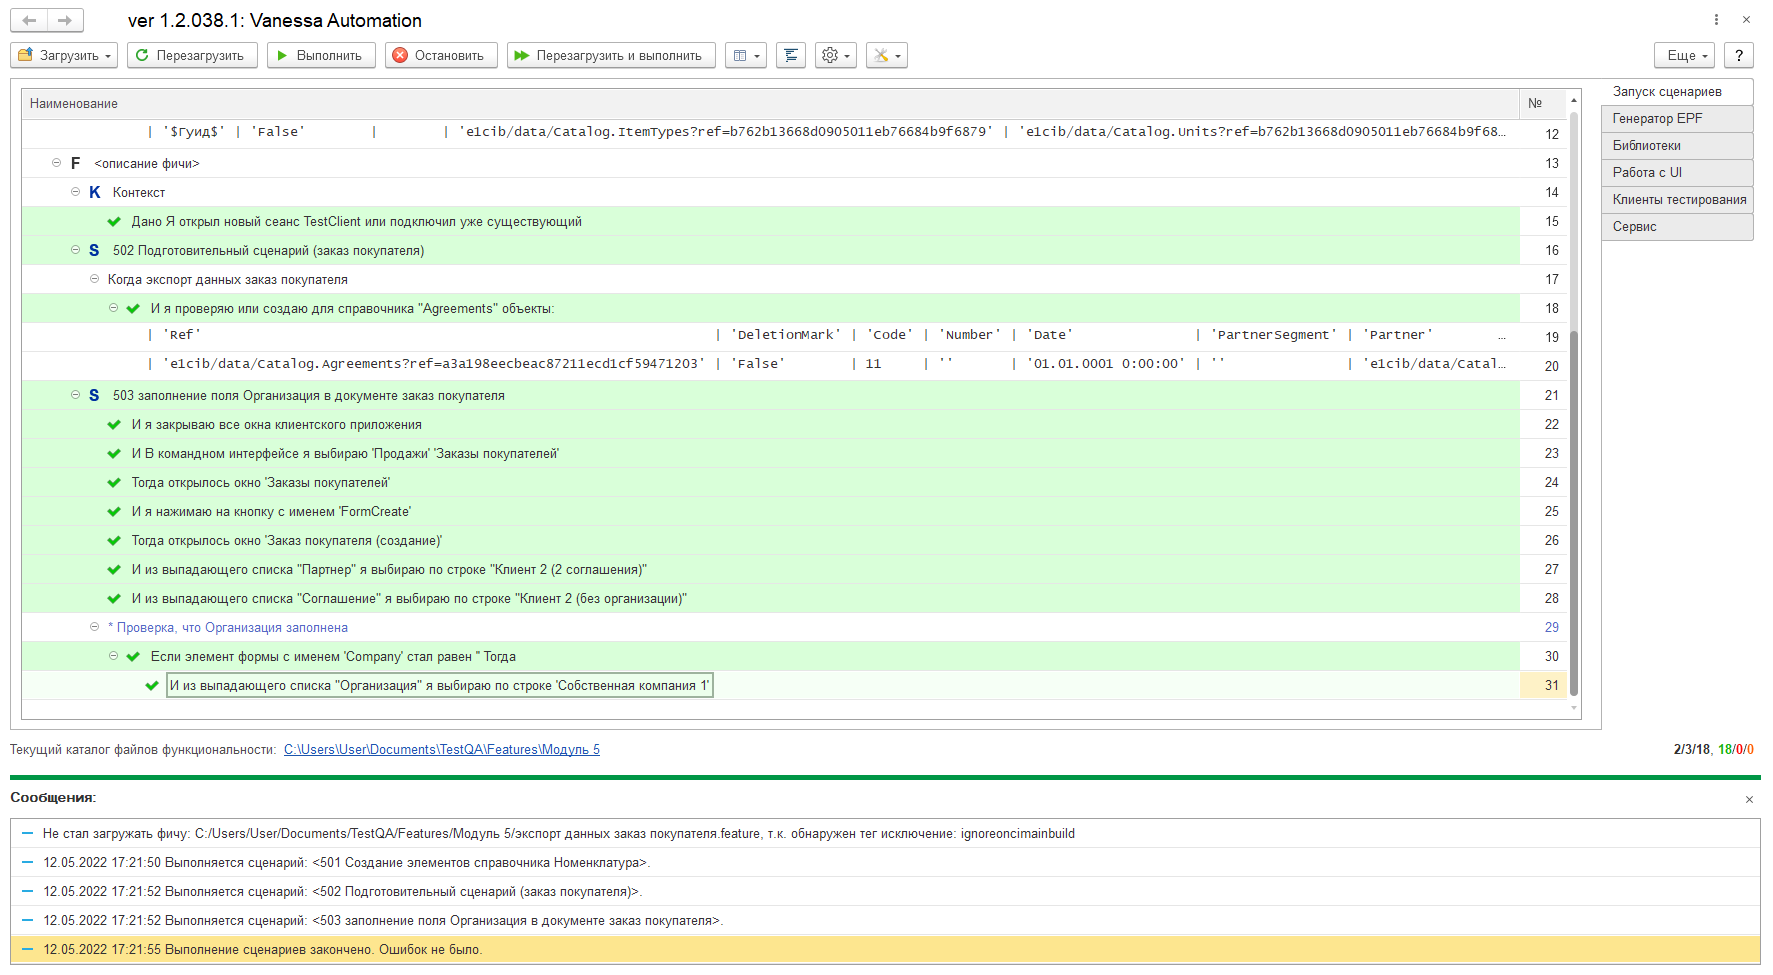 ver 1.2.038.1: Vanessa Automation
Загрузить Перезагрузить Выполнить Остановить Перезагрузить и выполнить Еще ?
Наименование №
Запуск сценариев
Генератор EPF
Библиотеки
Работа с UI
Клиенты тестирования
Сервис
| '$Гуид$' | 'False' | | 'e1cib/data/Catalog.ItemTypes?ref=b762b13668d0905011eb76684b9f6879' | 'e1cib/data/Catalog.Units?ref=b762b13668d0905011eb76684b9f68... 12
F <описание фичи> 13
K Контекст 14
Дано Я открыл новый сеанс TestClient или подключил уже существующий 15
S 502 Подготовительный сценарий (заказ покупателя) 16
Когда экспорт данных заказ покупателя 17
И я проверяю или создаю для справочника "Agreements" объекты: 18
| 'Ref' | 'DeletionMark' | 'Code' | 'Number' | 'Date' | 'PartnerSegment' | 'Partner' ... 19
| 'e1cib/data/Catalog.Agreements?ref=a3a198eecbeac87211ecd1cf59471203' | 'False' | 11 | '' | '01.01.0001 0:00:00' | '' | 'e1cib/data/Catal... 20
S 503 заполнение поля Организация в документе заказ покупателя 21
И я закрываю все окна клиентского приложения 22
И В командном интерфейсе я выбираю 'Продажи' 'Заказы покупателей' 23
Тогда открылось окно 'Заказы покупателей' 24
И я нажимаю на кнопку с именем 'FormCreate' 25
Тогда открылось окно 'Заказ покупателя (создание)' 26
И из выпадающего списка "Партнер" я выбираю по строке "Клиент 2 (2 соглашения)" 27
И из выпадающего списка "Соглашение" я выбираю по строке "Клиент 2 (без организации)" 28
* Проверка, что Организация заполнена 29
Если элемент формы с именем 'Company' стал равен '' Тогда 30
И из выпадающего списка "Организация" я выбираю по строке 'Собственная компания 1' 31
Текущий каталог файлов функциональности: C:\Users\User\Documents\TestQA\Features\Модуль 5 2/3/18, 18/0/0
Сообщения:
Не стал загружать фичу: C:/Users/User/Documents/TestQA/Features/Модуль 5/экспорт данных заказ покупателя.feature, т.к. обнаружен тег исключение: ignoreoncimainbuild
12.05.2022 17:21:50 Выполняется сценарий: <501 Создание элементов справочника Номенклатура>.
12.05.2022 17:21:52 Выполняется сценарий: <502 Подготовительный сценарий (заказ покупателя)>.
12.05.2022 17:21:52 Выполняется сценарий: <503 заполнение поля Организация в документе заказ покупателя>.
12.05.2022 17:21:55 Выполнение сценариев закончено. Ошибок не было.